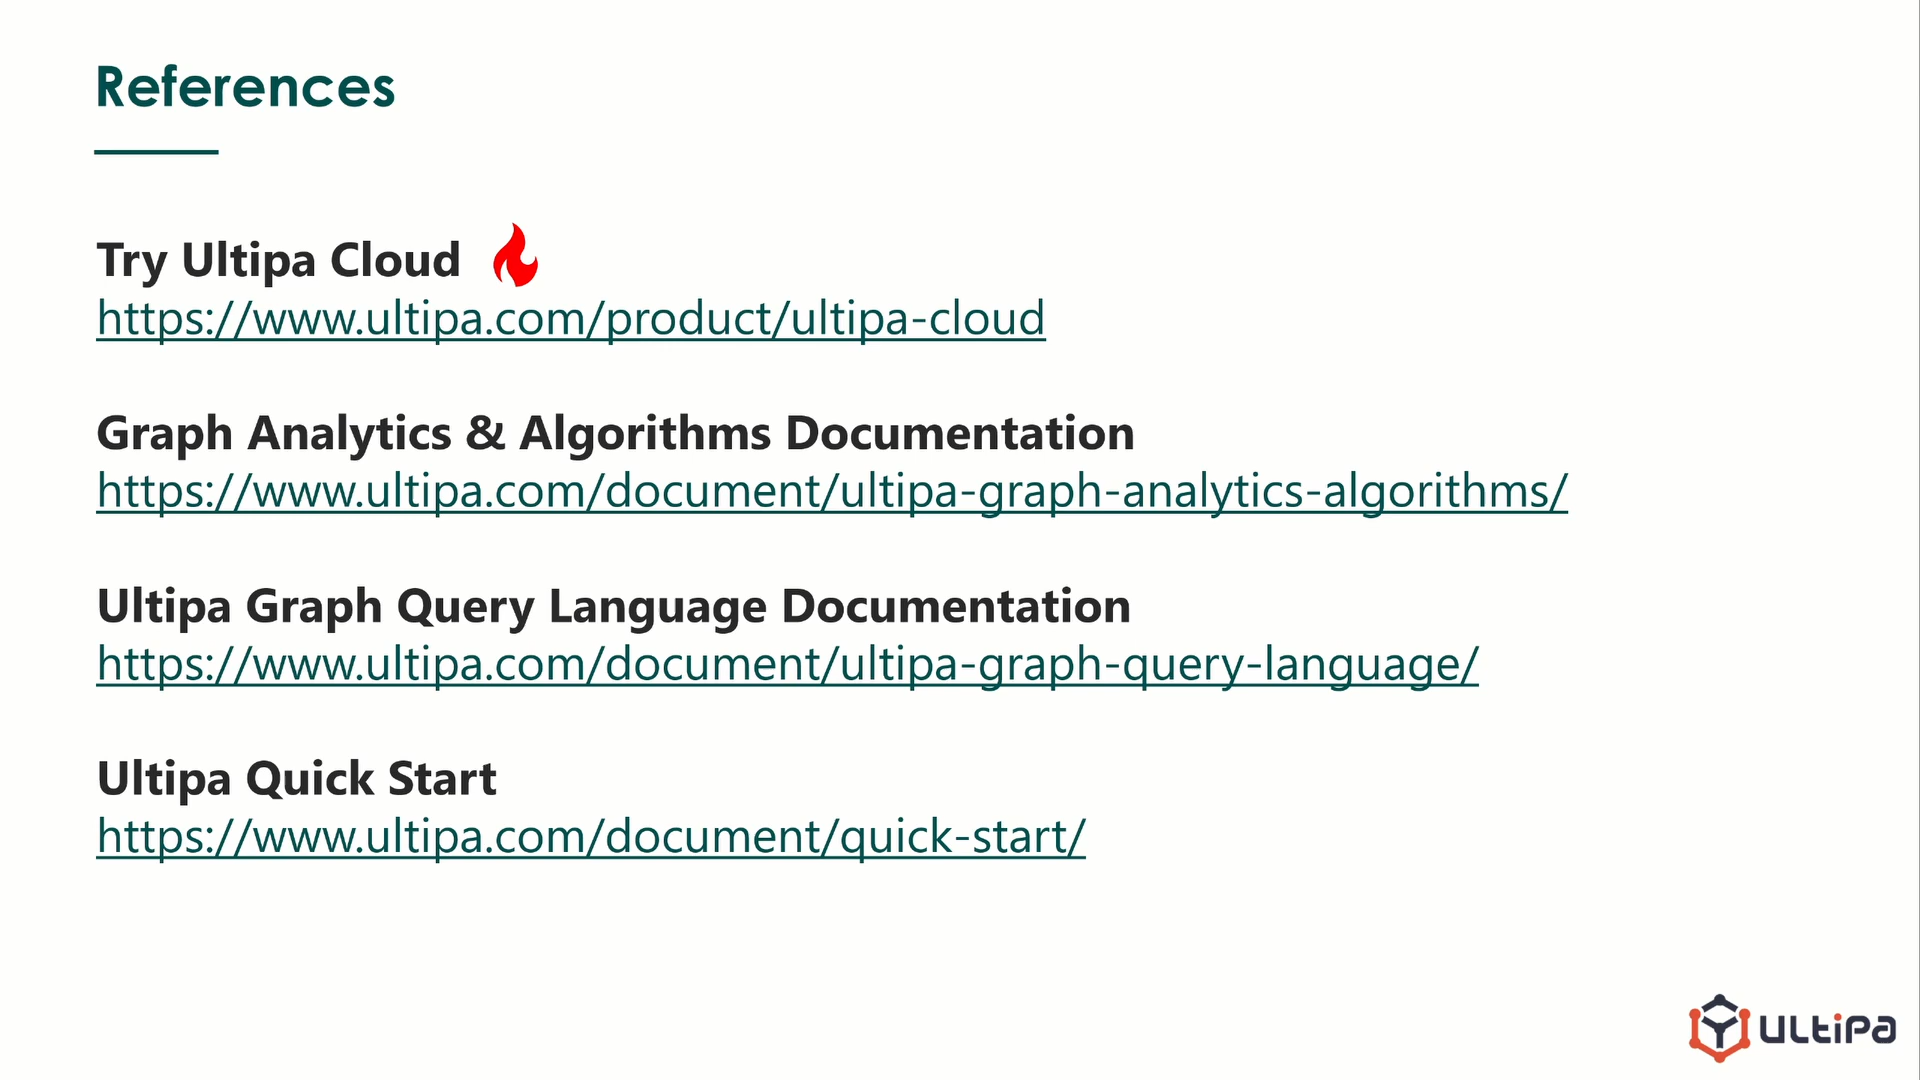 References
Try Ultipa Cloud
https://www.ultipa.com/product/ultipa-cloud
Graph Analytics & Algorithms Documentation
https://www.ultipa.com/document/ultipa-graph-analytics-algorithms/
Ultipa Graph Query Language Documentation
https://www.ultipa.com/document/ultipa-graph-query-language/
Ultipa Quick Start
https://www.ultipa.com/document/quick-start/
ULtiPa